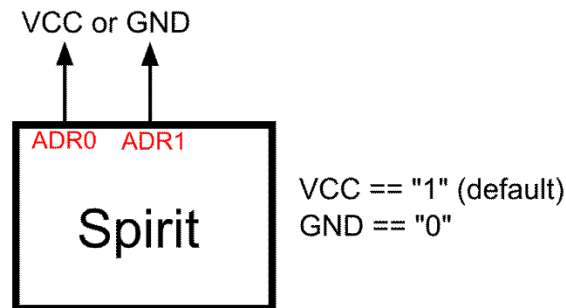 VCC or GND
ADR0 ADR1
Spirit
VCC == "1" (default)
GND == "0"